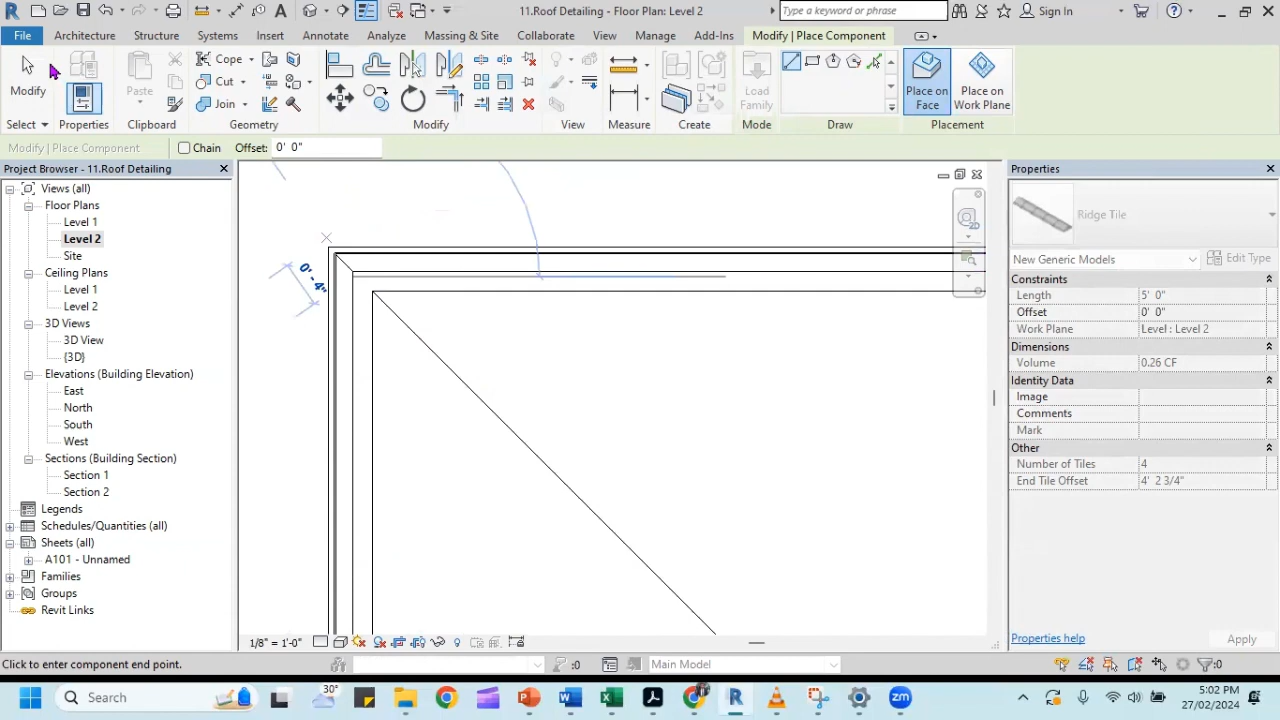 11.Roof Detailing - Floor Plan: Level 2
Type a keyword or phrase
Sign In
File
Architecture
Structure
Systems
Insert
Annotate
Analyze
Massing & Site
Collaborate
View
Manage
Add-Ins
Modify | Place Component
Modify
Paste
Cope
Cut
Join
Load
Family
Place on
Face
Place on
Work Plane
Select
Properties
Clipboard
Geometry
Modify
View
Measure
Create
Mode
Draw
Placement
Modify | Place Component
Chain
Offset:
0' 0"
Project Browser - 11.Roof Detailing
Views (all)
Floor Plans
Level 1
Level 2
Site
Ceiling Plans
Level 1
Level 2
3D Views
3D View
{3D}
Elevations (Building Elevation)
East
North
South
West
Sections (Building Section)
Section 1
Section 2
Legends
Schedules/Quantities (all)
Sheets (all)
A101 - Unnamed
Families
Groups
Revit Links
0' - 4"
2D
Properties
Ridge Tile
New Generic Models
Edit Type
Constraints
Length 5' 0"
Offset 0' 0"
Work Plane Level : Level 2
Dimensions
Volume 0.26 CF
Identity Data
Image
Comments
Mark
Other
Number of Tiles 4
End Tile Offset 4' 2 3/4"
Properties help
Apply
1/8" = 1'-0"
Click to enter component end point.
:0
Main Model
:0
Search
30°
zm
5:02 PM
27/02/2024